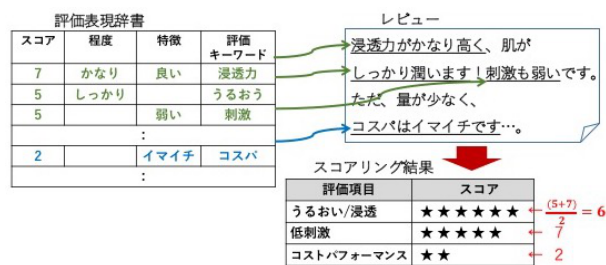 評価表現辞書
スコア 程度 特徴 評価キーワード
7 かなり 良い 浸透力
5 しっかり うるおう
5 弱い 刺激
:
2 イマイチ コスパ
:
レビュー
浸透力がかなり高く、肌が
しっかり潤います！刺激も弱いです。
ただ、量が少なく、
コスパはイマイチです…。
スコアリング結果
評価項目 スコア
うるおい/浸透 ★★★★★★ ← (5+7)/2 = 6
低刺激 ★★★★★ ← 7
コストパフォーマンス ★★ ← 2